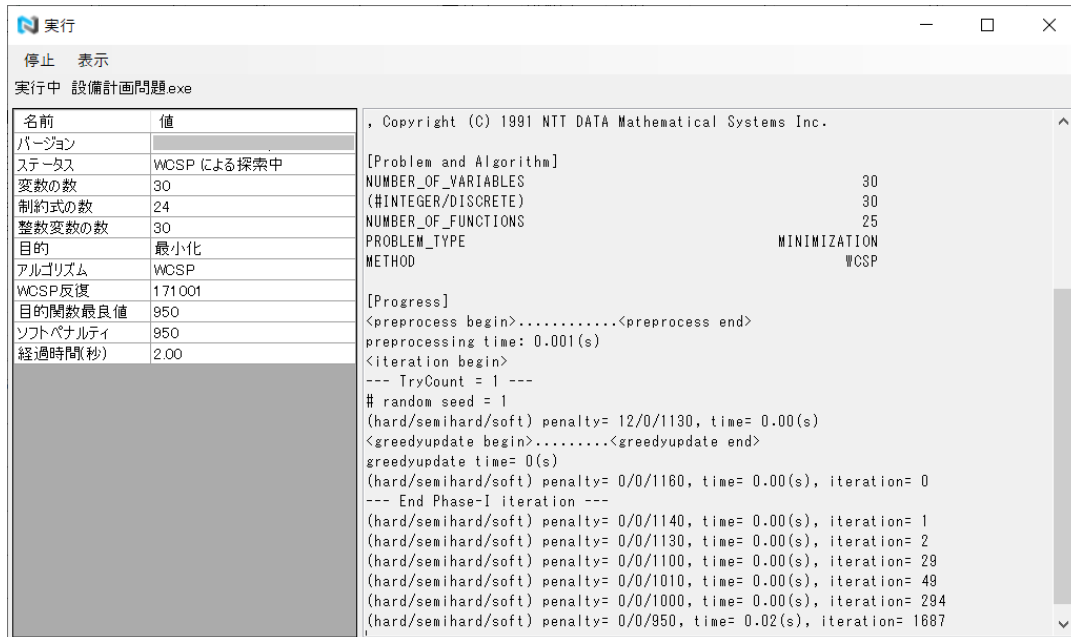 実行
停止 表示
実行中 設備計画問題.exe
名前 値
バージョン
ステータス WCSP による探索中
変数の数 30
制約式の数 24
整数変数の数 30
目的 最小化
アルゴリズム WCSP
WCSP反復 171001
目的関数最良値 950
ソフトペナルティ 950
経過時間(秒) 2.00
, Copyright (C) 1991 NTT DATA Mathematical Systems Inc.
[Problem and Algorithm]
NUMBER_OF_VARIABLES 30
(#INTEGER/DISCRETE) 30
NUMBER_OF_FUNCTIONS 25
PROBLEM_TYPE MINIMIZATION
METHOD WCSP
[Progress]
<preprocess begin>............<preprocess end>
preprocessing time: 0.001(s)
<iteration begin>
--- TryCount = 1 ---
# random seed = 1
(hard/semihard/soft) penalty= 12/0/1130, time= 0.00(s)
<greedyupdate begin>.........<greedyupdate end>
greedyupdate time= 0(s)
(hard/semihard/soft) penalty= 0/0/1160, time= 0.00(s), iteration= 0
--- End Phase-I iteration ---
(hard/semihard/soft) penalty= 0/0/1140, time= 0.00(s), iteration= 1
(hard/semihard/soft) penalty= 0/0/1130, time= 0.00(s), iteration= 2
(hard/semihard/soft) penalty= 0/0/1100, time= 0.00(s), iteration= 29
(hard/semihard/soft) penalty= 0/0/1010, time= 0.00(s), iteration= 49
(hard/semihard/soft) penalty= 0/0/1000, time= 0.00(s), iteration= 294
(hard/semihard/soft) penalty= 0/0/950, time= 0.02(s), iteration= 1687